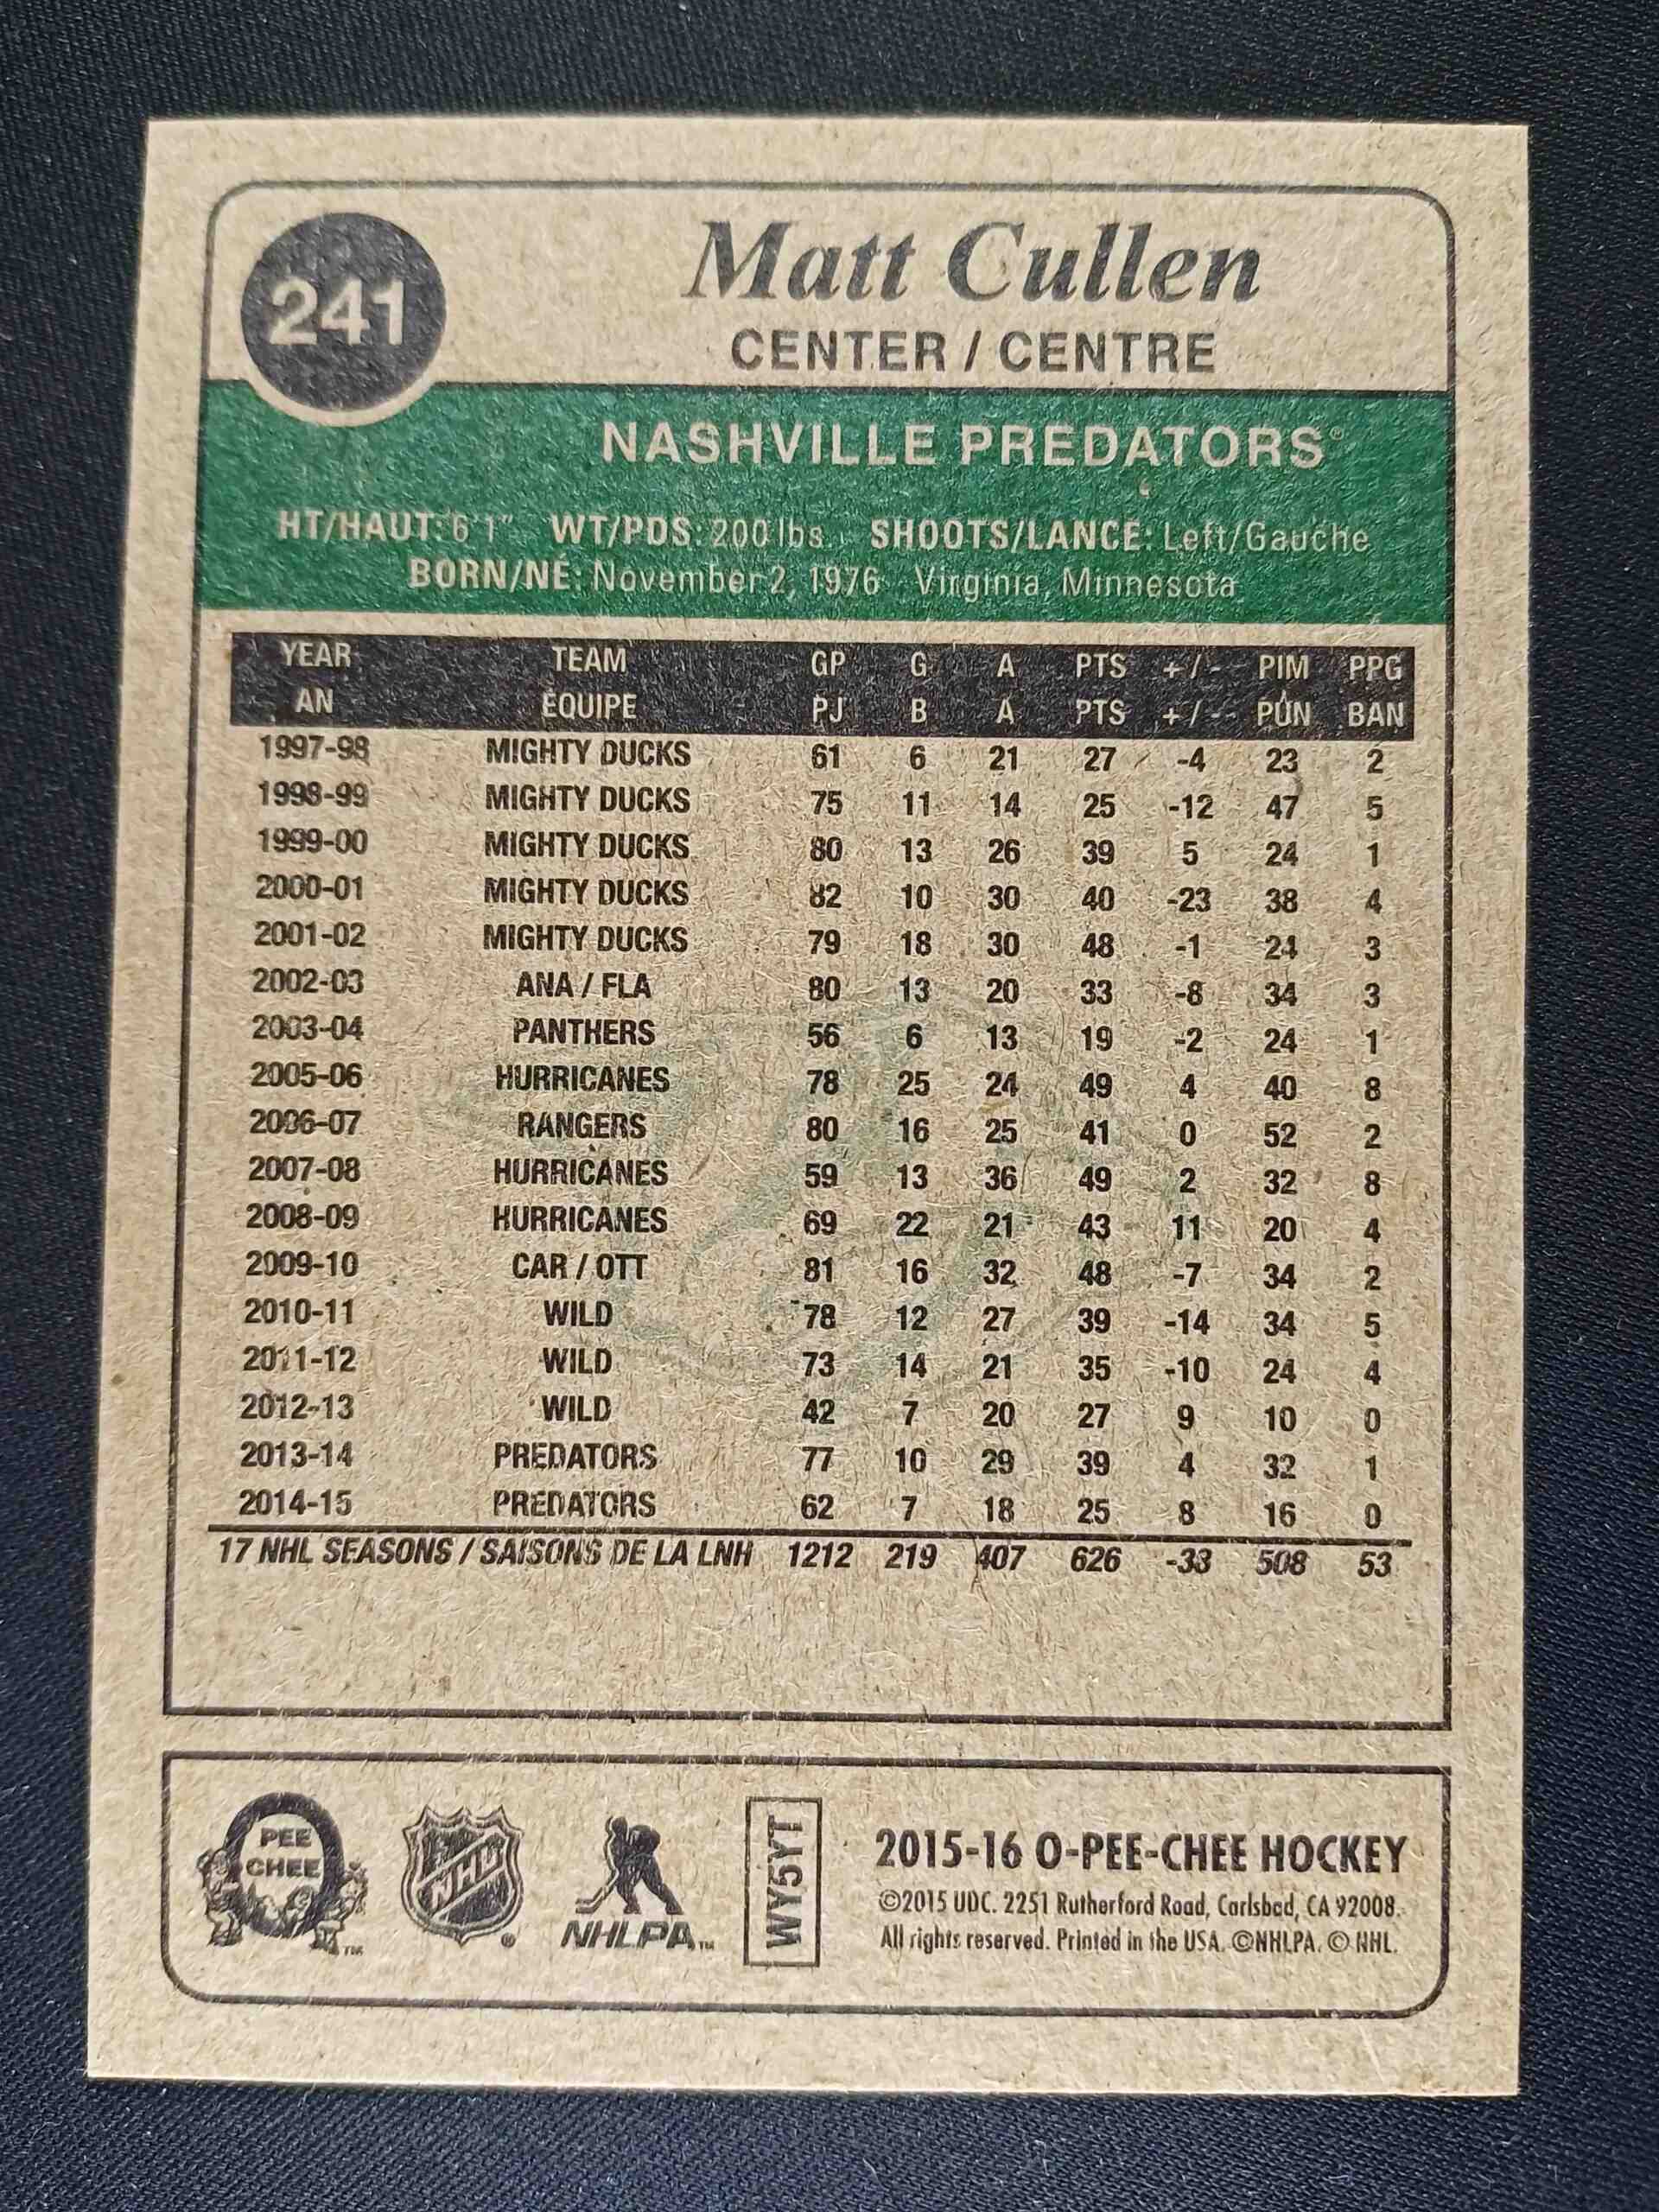 241
Matt Cullen
CENTER / CENTRE
NASHVILLE PREDATORS®
HT/HAUT: 6'1" WT/PDS: 200 lbs. SHOOTS/LANCE: Left/Gauche
BORN/NÉ: November 2, 1976 Virginia, Minnesota
YEAR TEAM GP G A PTS +/- PIM PPG
AN ÉQUIPE PJ B A PTS +/- PUN BAN
1997-98 MIGHTY DUCKS 61 6 21 27 -4 23 2
1998-99 MIGHTY DUCKS 75 11 14 25 -12 47 5
1999-00 MIGHTY DUCKS 80 13 26 39 5 24 1
2000-01 MIGHTY DUCKS 82 10 30 40 -23 38 4
2001-02 MIGHTY DUCKS 79 18 30 48 -1 24 3
2002-03 ANA / FLA 80 13 20 33 -8 34 3
2003-04 PANTHERS 56 6 13 19 -2 24 1
2005-06 HURRICANES 78 25 24 49 4 40 8
2006-07 RANGERS 80 16 25 41 0 52 2
2007-08 HURRICANES 59 13 36 49 2 32 8
2008-09 HURRICANES 69 22 21 43 11 20 4
2009-10 CAR / OTT 81 16 32 48 -7 34 2
2010-11 WILD 78 12 27 39 -14 34 5
2011-12 WILD 73 14 21 35 -10 24 4
2012-13 WILD 42 7 20 27 9 10 0
2013-14 PREDATORS 77 10 29 39 4 32 1
2014-15 PREDATORS 62 7 18 25 8 16 0
17 NHL SEASONS / SAISONS DE LA LNH 1212 219 407 626 -33 508 53
O
PEE
CHEE
TM
NHL
NHLPA™
WY5YT
2015-16 O-PEE-CHEE HOCKEY
©2015 UDC. 2251 Rutherford Road, Carlsbad, CA 92008.
All rights reserved. Printed in the USA. ©NHLPA. © NHL.